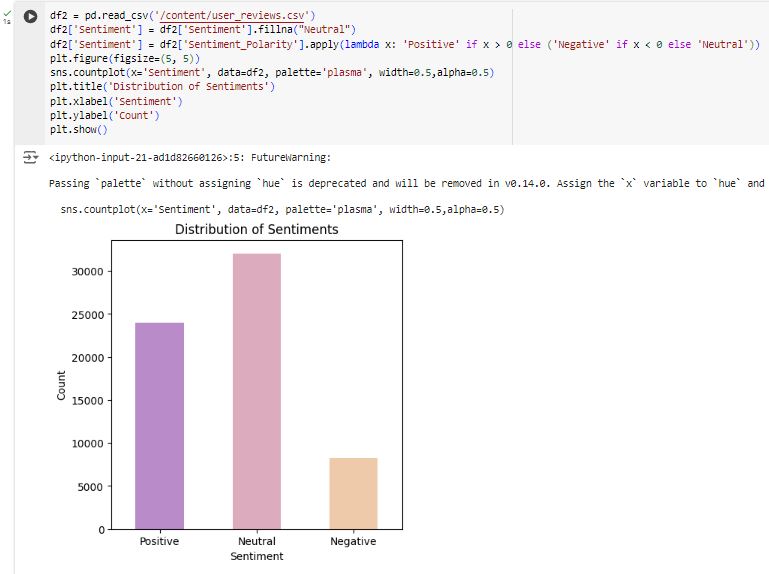 1s
df2 = pd.read_csv('/content/user_reviews.csv')
df2['Sentiment'] = df2['Sentiment'].fillna("Neutral")
df2['Sentiment'] = df2['Sentiment_Polarity'].apply(lambda x: 'Positive' if x > 0 else ('Negative' if x < 0 else 'Neutral'))
plt.figure(figsize=(5, 5))
sns.countplot(x='Sentiment', data=df2, palette='plasma', width=0.5,alpha=0.5)
plt.title('Distribution of Sentiments')
plt.xlabel('Sentiment')
plt.ylabel('Count')
plt.show()
<ipython-input-21-ad1d82660126>:5: FutureWarning:
Passing `palette` without assigning `hue` is deprecated and will be removed in v0.14.0. Assign the `x` variable to `hue` and
sns.countplot(x='Sentiment', data=df2, palette='plasma', width=0.5,alpha=0.5)
Distribution of Sentiments
30000
25000
20000
15000
10000
5000
0
Count
Positive Neutral Negative
Sentiment